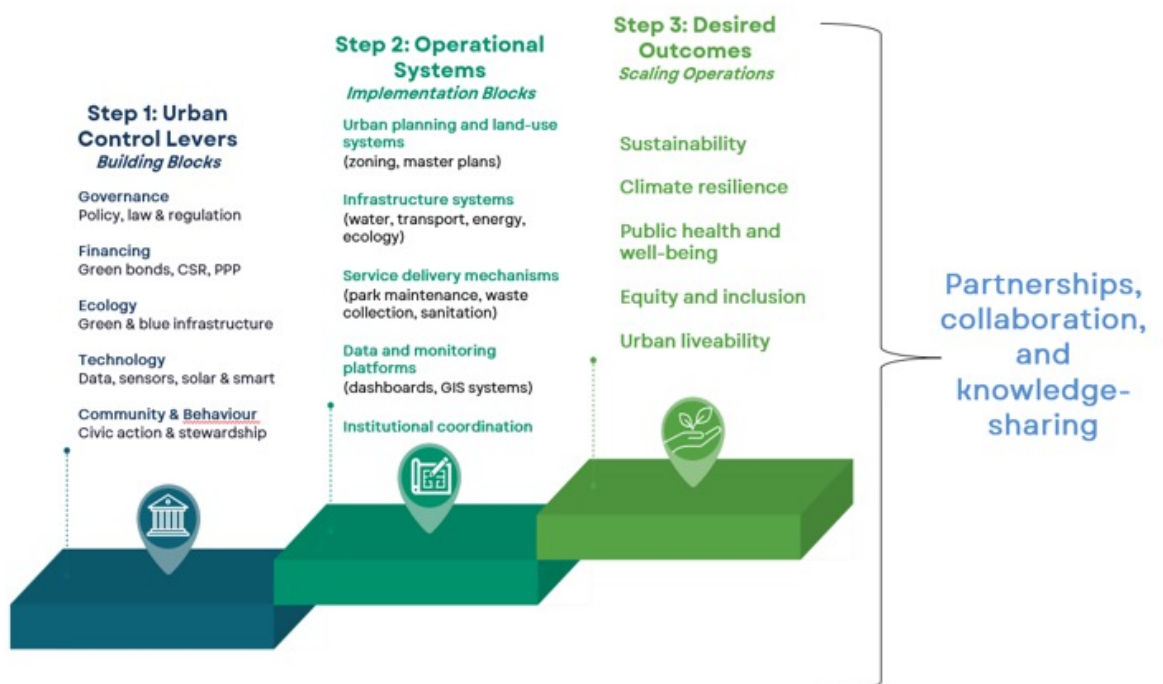 Step 1: Urban
Control Levers
Building Blocks
Governance
Policy, law & regulation
Financing
Green bonds, CSR, PPP
Ecology
Green & blue infrastructure
Technology
Data, sensors, solar & smart
Community & Behaviour
Civic action & stewardship
Step 2: Operational
Systems
Implementation Blocks
Urban planning and land-use
systems
(zoning, master plans)
Infrastructure systems
(water, transport, energy,
ecology)
Service delivery mechanisms
(park maintenance, waste
collection, sanitation)
Data and monitoring
platforms
(dashboards, GIS systems)
Institutional coordination
Step 3: Desired
Outcomes
Scaling Operations
Sustainability
Climate resilience
Public health and
well-being
Equity and inclusion
Urban liveability
Partnerships,
collaboration,
and
knowledge-
sharing